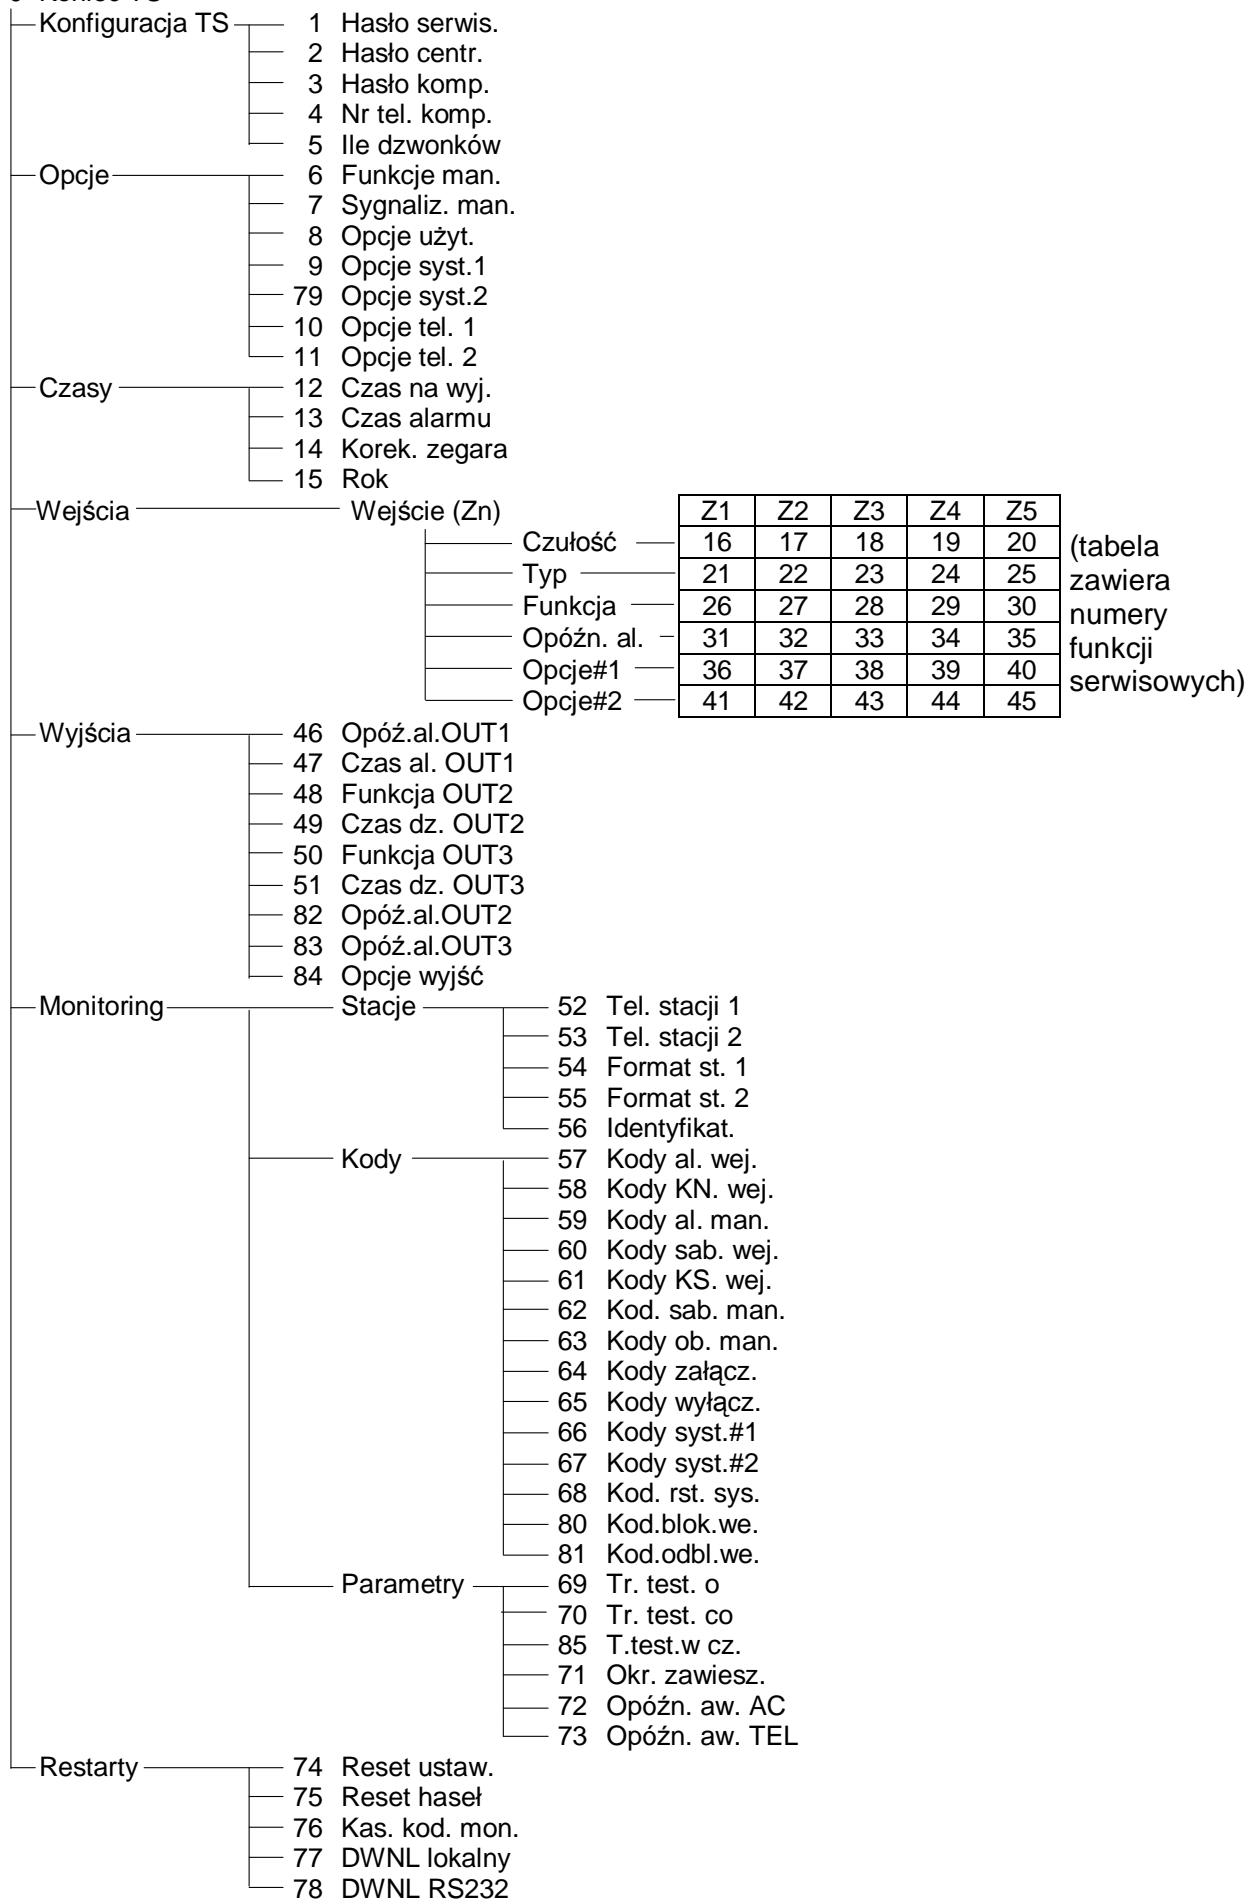 Konfiguracja TS
1 Hasło serwis.
2 Hasło centr.
3 Hasło komp.
4 Nr tel. komp.
5 Ile dzwonków
Opcje
6 Funkcje man.
7 Sygnaliz. man.
8 Opcje użyt.
9 Opcje syst.1
79 Opcje syst.2
10 Opcje tel. 1
11 Opcje tel. 2
Czasy
12 Czas na wyj.
13 Czas alarmu
14 Korek. zegara
15 Rok
Wejścia
Wejście (Zn)
Z1 Z2 Z3 Z4 Z5
Czułość 16 17 18 19 20
Typ 21 22 23 24 25
Funkcja 26 27 28 29 30
Opóźn. al. 31 32 33 34 35
Opcje#1 36 37 38 39 40
Opcje#2 41 42 43 44 45
(tabela
zawiera
numery
funkcji
serwisowych)
Wyjścia
46 Opóź.al.OUT1
47 Czas al. OUT1
48 Funkcja OUT2
49 Czas dz. OUT2
50 Funkcja OUT3
51 Czas dz. OUT3
82 Opóź.al.OUT2
83 Opóź.al.OUT3
84 Opcje wyjść
Monitoring
Stacje
52 Tel. stacji 1
53 Tel. stacji 2
54 Format st. 1
55 Format st. 2
56 Identyfikat.
Kody
57 Kody al. wej.
58 Kody KN. wej.
59 Kody al. man.
60 Kody sab. wej.
61 Kody KS. wej.
62 Kod. sab. man.
63 Kody ob. man.
64 Kody załącz.
65 Kody wyłącz.
66 Kody syst.#1
67 Kody syst.#2
68 Kod. rst. sys.
80 Kod.blok.we.
81 Kod.odbl.we.
Parametry
69 Tr. test. o
70 Tr. test. co
85 T.test.w cz.
71 Okr. zawiesz.
72 Opóźn. aw. AC
73 Opóźn. aw. TEL
Restarty
74 Reset ustaw.
75 Reset haseł
76 Kas. kod. mon.
77 DWNL lokalny
78 DWNL RS232